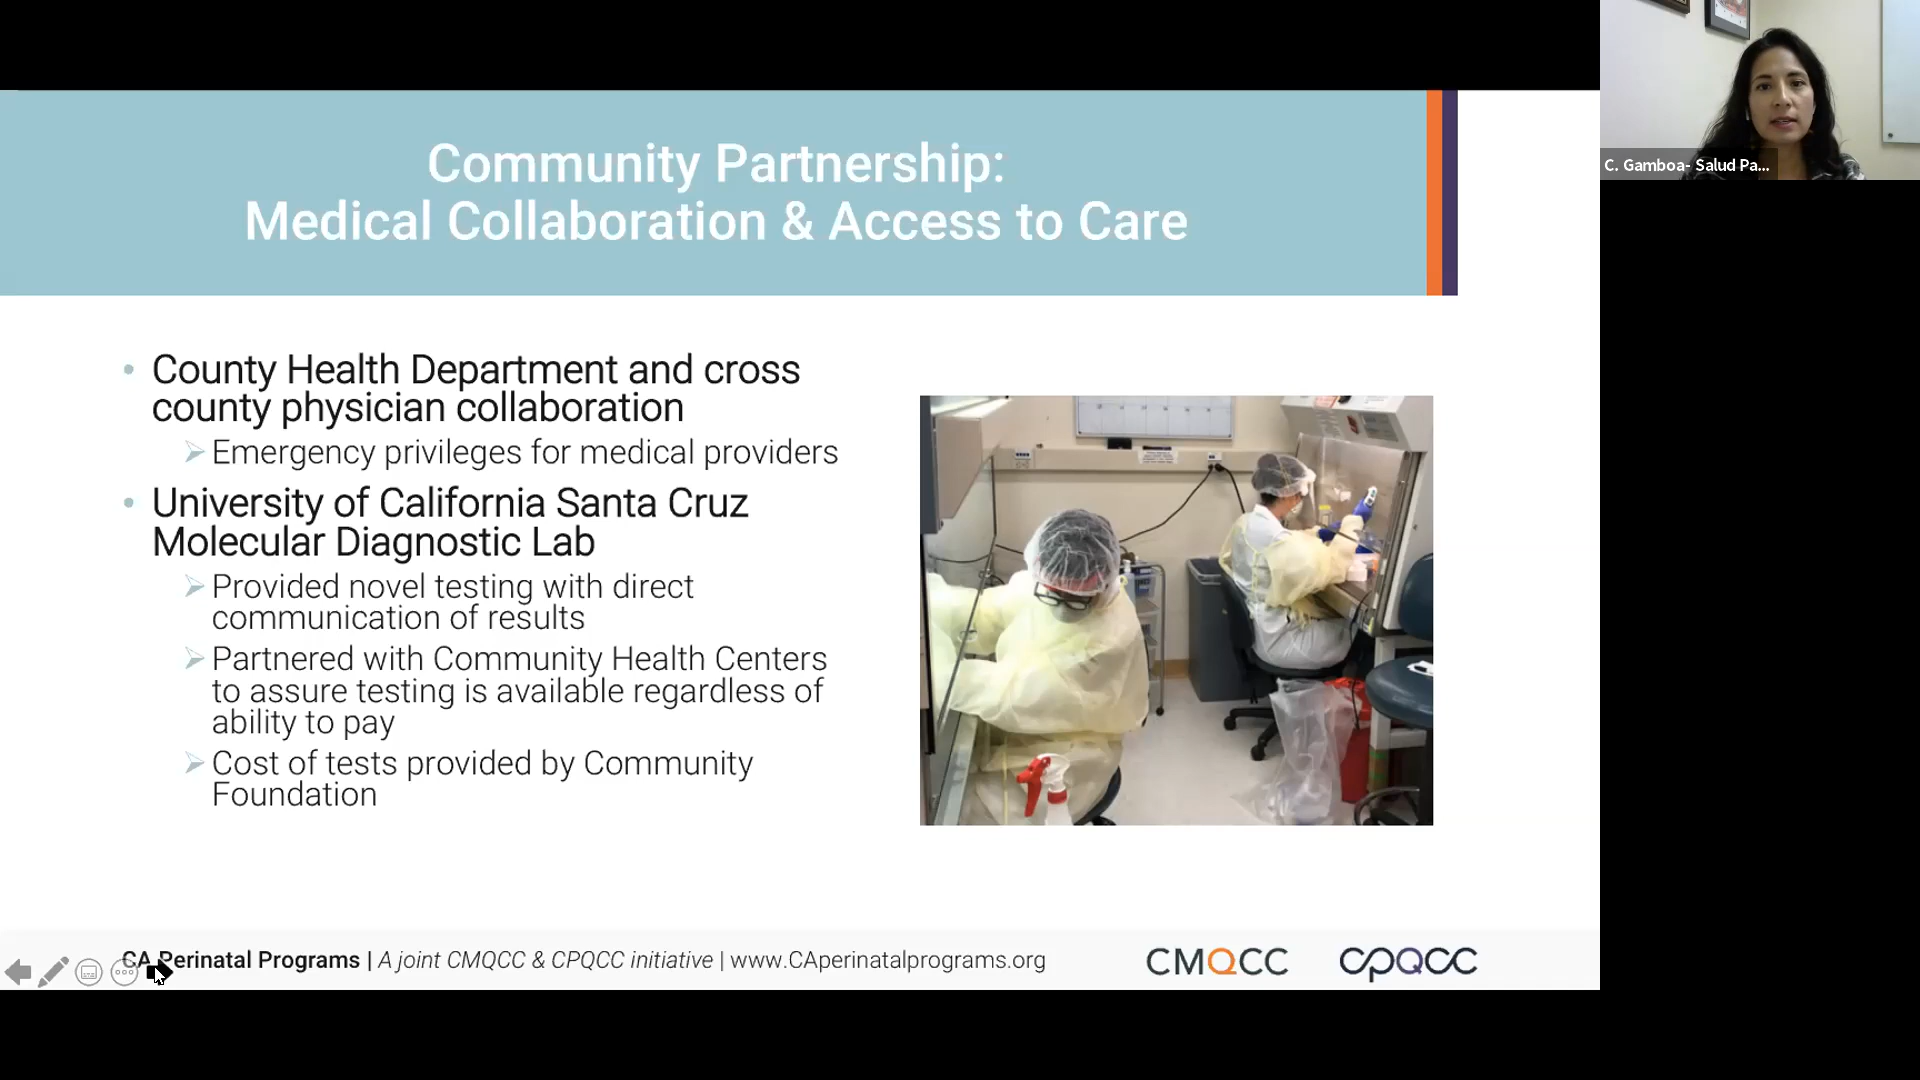 Community Partnership:
Medical Collaboration & Access to Care
C. Gamboa- Salud Pa...
• County Health Department and cross
county physician collaboration
➢ Emergency privileges for medical providers
• University of California Santa Cruz
Molecular Diagnostic Lab
➢ Provided novel testing with direct
communication of results
➢ Partnered with Community Health Centers
to assure testing is available regardless of
ability to pay
➢ Cost of tests provided by Community
Foundation
CA Perinatal Programs | A joint CMQCC & CPQCC initiative | www.CAperinatalprograms.org
CMQCC
CPQCC